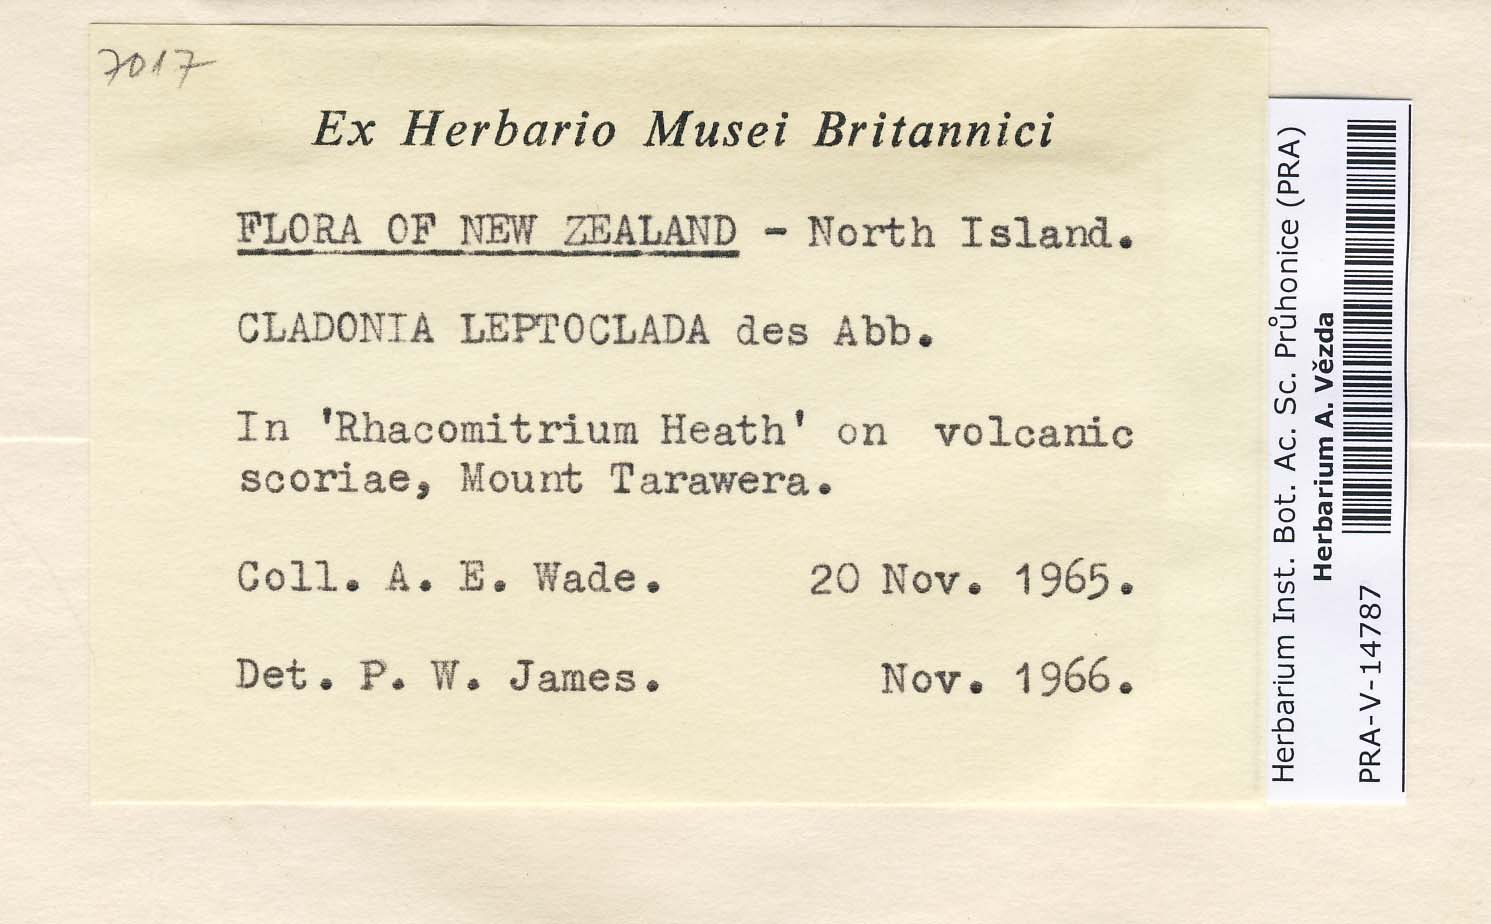 7017
Ex Herbario Musei Britannici
FLORA OF NEW ZEALAND - North Island.
CLADONIA LEPTOCLADA des Abb.
In 'Rhacomitrium Heath' on volcanic
scoriae, Mount Tarawera.
Coll. A. E. Wade. 20 Nov. 1965.
Det. P. W. James. Nov. 1966.
Herbarium Inst. Bot. Ac. Sc. Průhonice (PRA)
Herbarium A. Vězda
PRA-V-14787